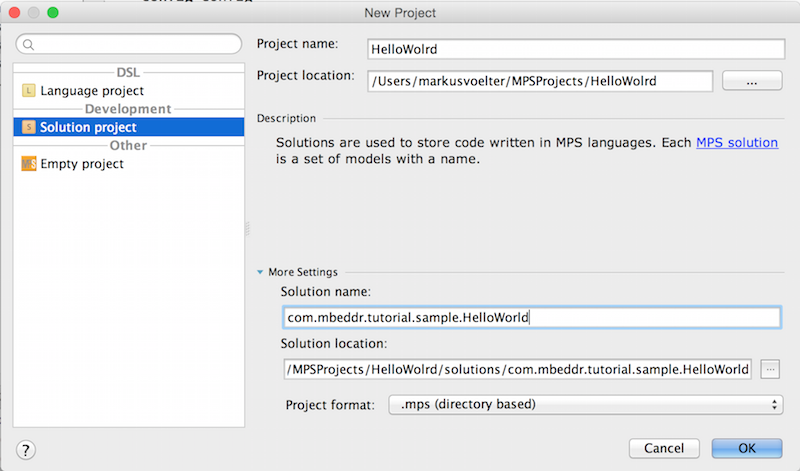 New Project
Project name:
HelloWolrd
Project location:
/Users/markusvoelter/MPSProjects/HelloWolrd
...
DSL
L
Language project
Development
S
Solution project
Other
MPS
Empty project
Description
Solutions are used to store code written in MPS languages. Each MPS solution
is a set of models with a name.
More Settings
Solution name:
com.mbeddr.tutorial.sample.HelloWorld
Solution location:
/MPSProjects/HelloWolrd/solutions/com.mbeddr.tutorial.sample.HelloWorld
...
Project format:
.mps (directory based)
?
Cancel
OK